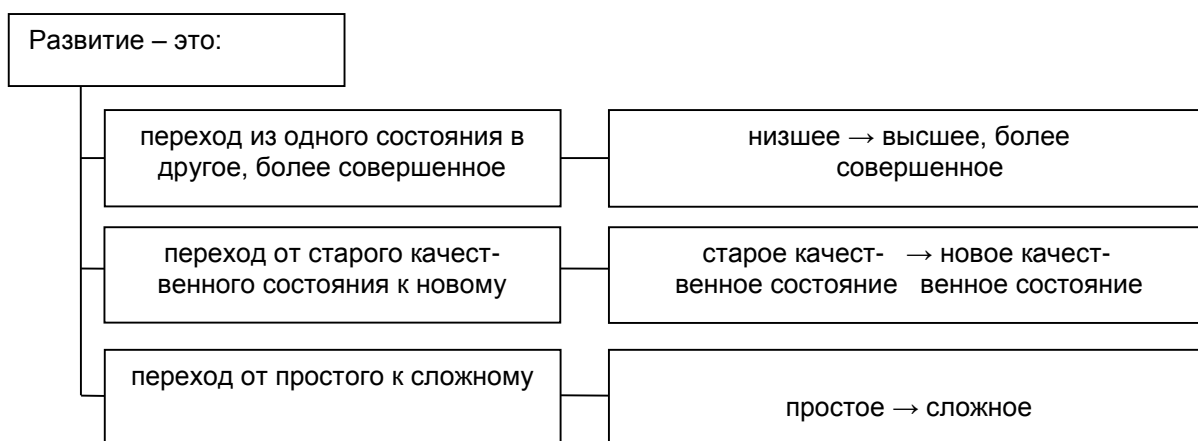 Развитие – это:
переход из одного состояния в
другое, более совершенное
низшее → высшее, более
совершенное
переход от старого качест-
венного состояния к новому
старое качест- → новое качест-
венное состояние венное состояние
переход от простого к сложному
простое → сложное